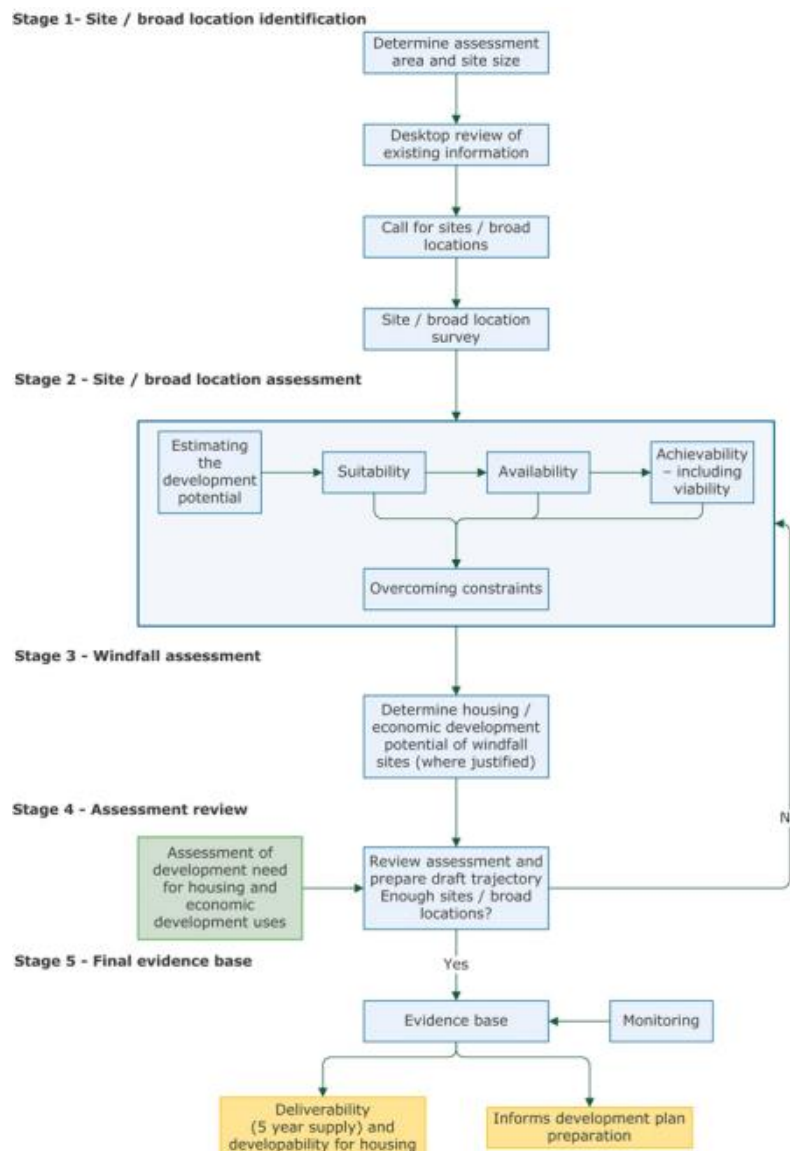 Stage 1- Site / broad location identification
Determine assessment
area and site size
Desktop review of
existing information
Call for sites / broad
locations
Site / broad location
survey
Stage 2 - Site / broad location assessment
Estimating
the
development
potential
Suitability
Availability
Achievability
– including
viability
Overcoming constraints
Stage 3 - Windfall assessment
Determine housing /
economic development
potential of windfall
sites (where justified)
Stage 4 - Assessment review
Assessment of
development need
for housing and
economic
development uses
Review assessment and
prepare draft trajectory
Enough sites / broad
locations?
N
Stage 5 - Final evidence base
Yes
Evidence base
Monitoring
Deliverability
(5 year supply) and
developability for housing
Informs development plan
preparation